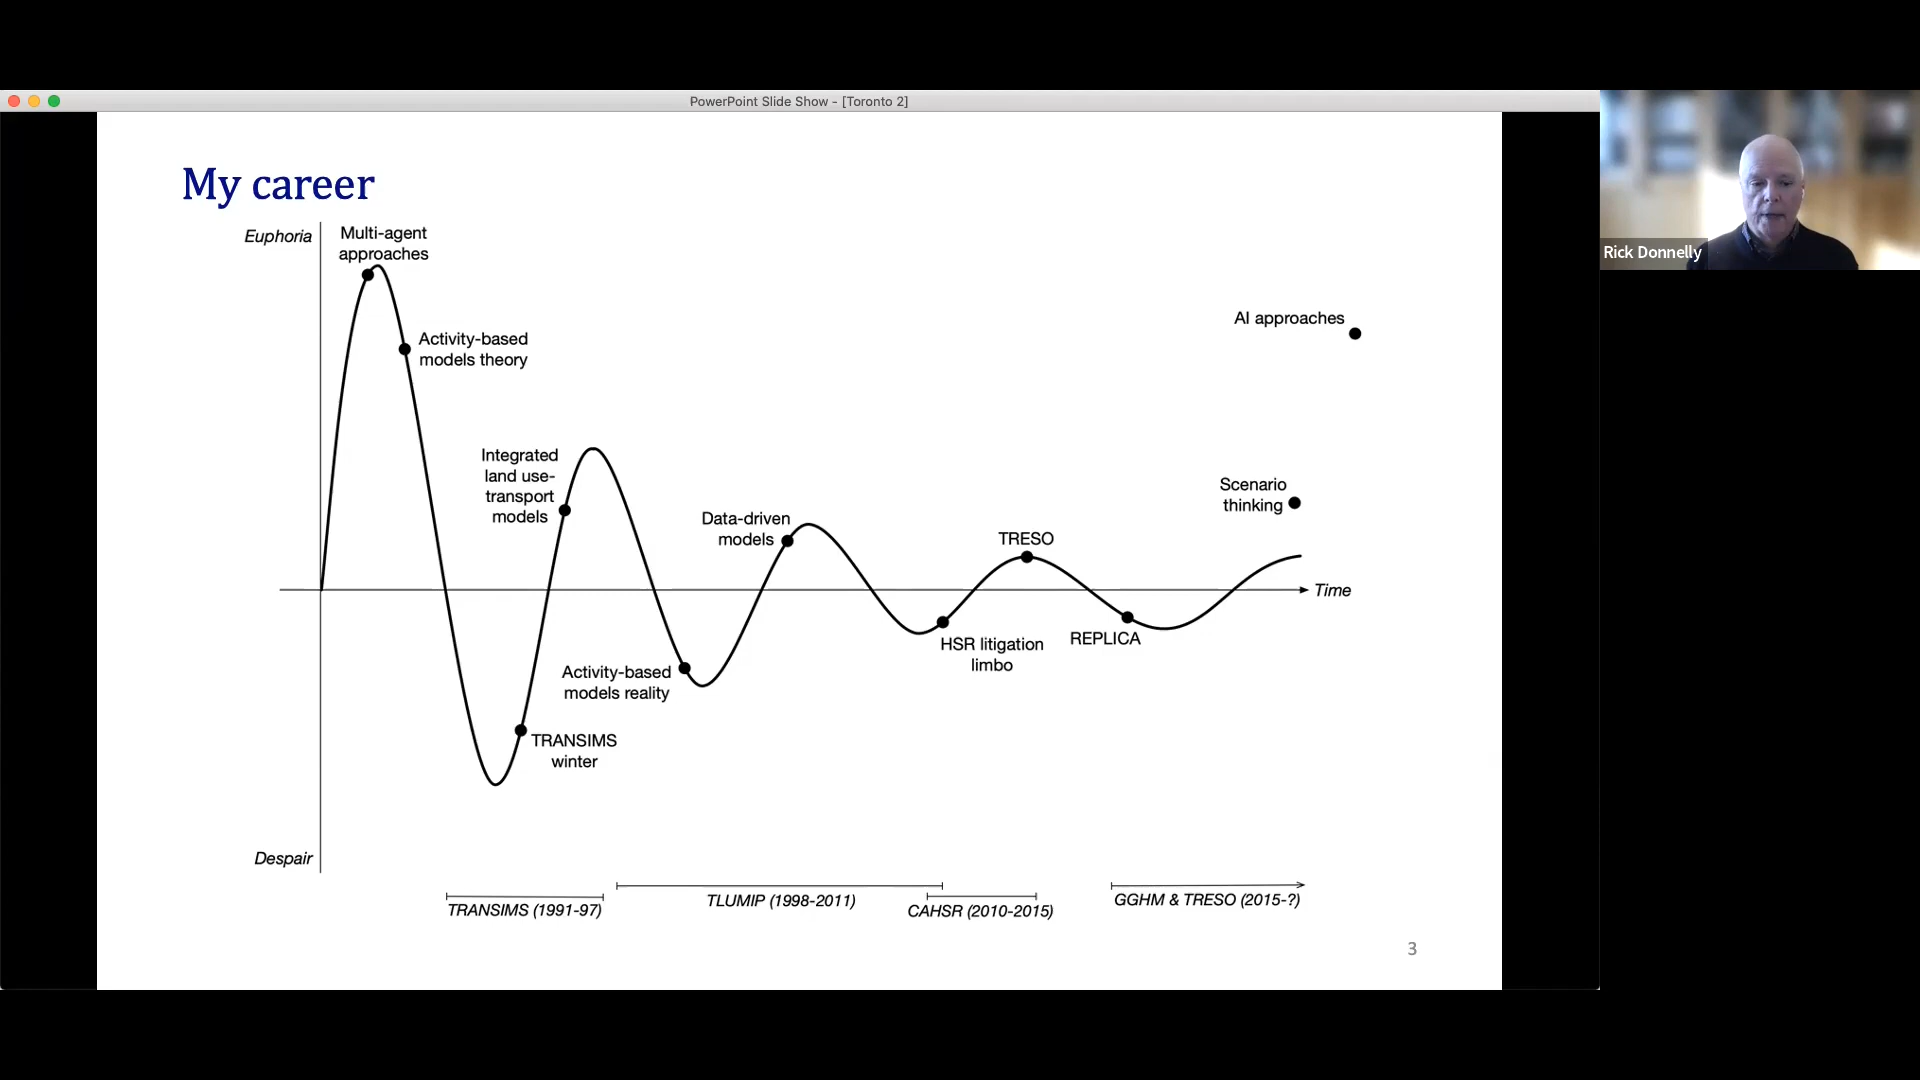 PowerPoint Slide Show - [Toronto 2]
My career
Euphoria
Multi-agent
approaches
Activity-based
models theory
Integrated
land use-
transport
models
Data-driven
models
TRESO
AI approaches
Scenario
thinking
Time
HSR litigation
limbo
REPLICA
Activity-based
models reality
TRANSIMS
winter
Despair
TRANSIMS (1991-97)
TLUMIP (1998-2011)
CAHSR (2010-2015)
GGHM & TRESO (2015-?)
3
Rick Donnelly